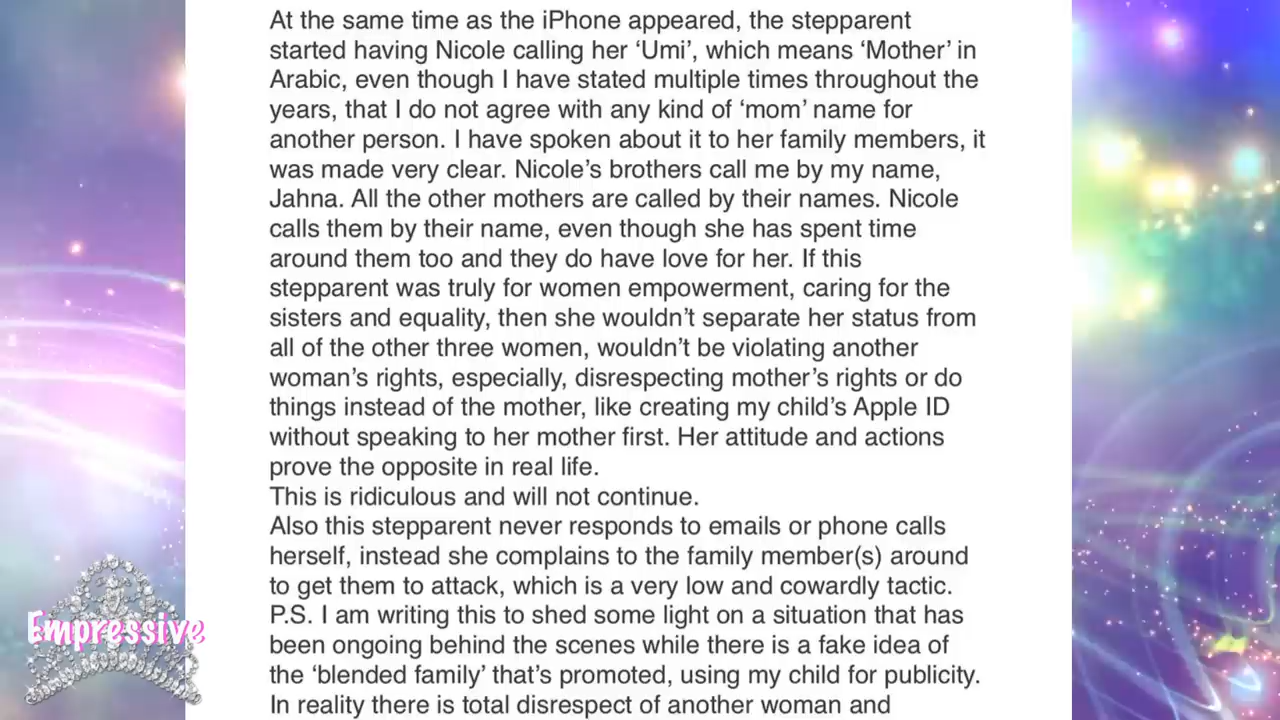 At the same time as the iPhone appeared, the stepparent
started having Nicole calling her ‘Umi’, which means ‘Mother’ in
Arabic, even though I have stated multiple times throughout the
years, that I do not agree with any kind of ‘mom’ name for
another person. I have spoken about it to her family members, it
was made very clear. Nicole’s brothers call me by my name,
Jahna. All the other mothers are called by their names. Nicole
calls them by their name, even though she has spent time
around them too and they do have love for her. If this
stepparent was truly for women empowerment, caring for the
sisters and equality, then she wouldn’t separate her status from
all of the other three women, wouldn’t be violating another
woman’s rights, especially, disrespecting mother’s rights or do
things instead of the mother, like creating my child’s Apple ID
without speaking to her mother first. Her attitude and actions
prove the opposite in real life.
This is ridiculous and will not continue.
Also this stepparent never responds to emails or phone calls
herself, instead she complains to the family member(s) around
to get them to attack, which is a very low and cowardly tactic.
P.S. I am writing this to shed some light on a situation that has
been ongoing behind the scenes while there is a fake idea of
the ‘blended family’ that’s promoted, using my child for publicity.
In reality there is total disrespect of another woman and
Empressive